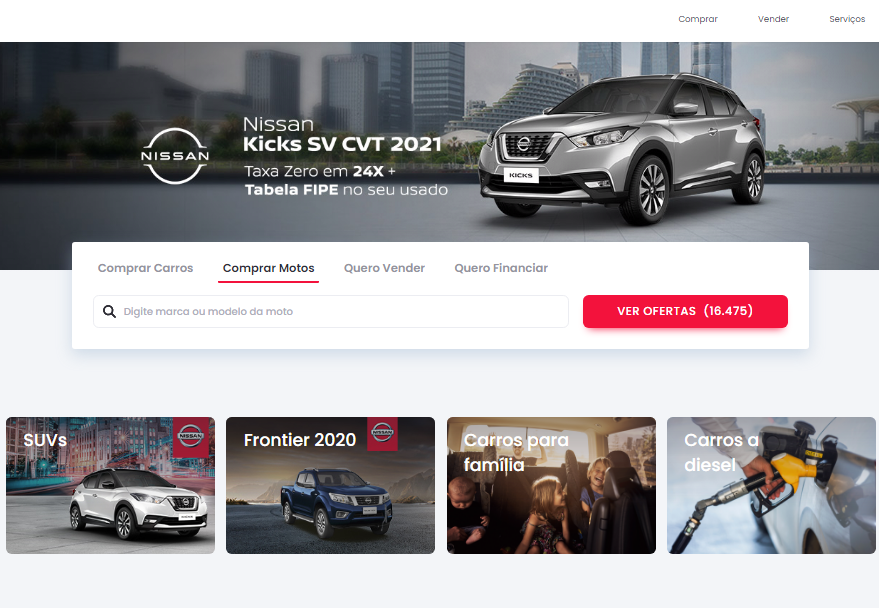 Comprar Vender Serviços
NISSAN
Nissan
Kicks SV CVT 2021
Taxa Zero em 24X +
Tabela FIPE no seu usado
KICKS
Comprar Carros Comprar Motos Quero Vender Quero Financiar
Digite marca ou modelo da moto
VER OFERTAS (16.475)
SUVs
NISSAN
Frontier 2020
NISSAN
Carros para
família
Carros a
diesel